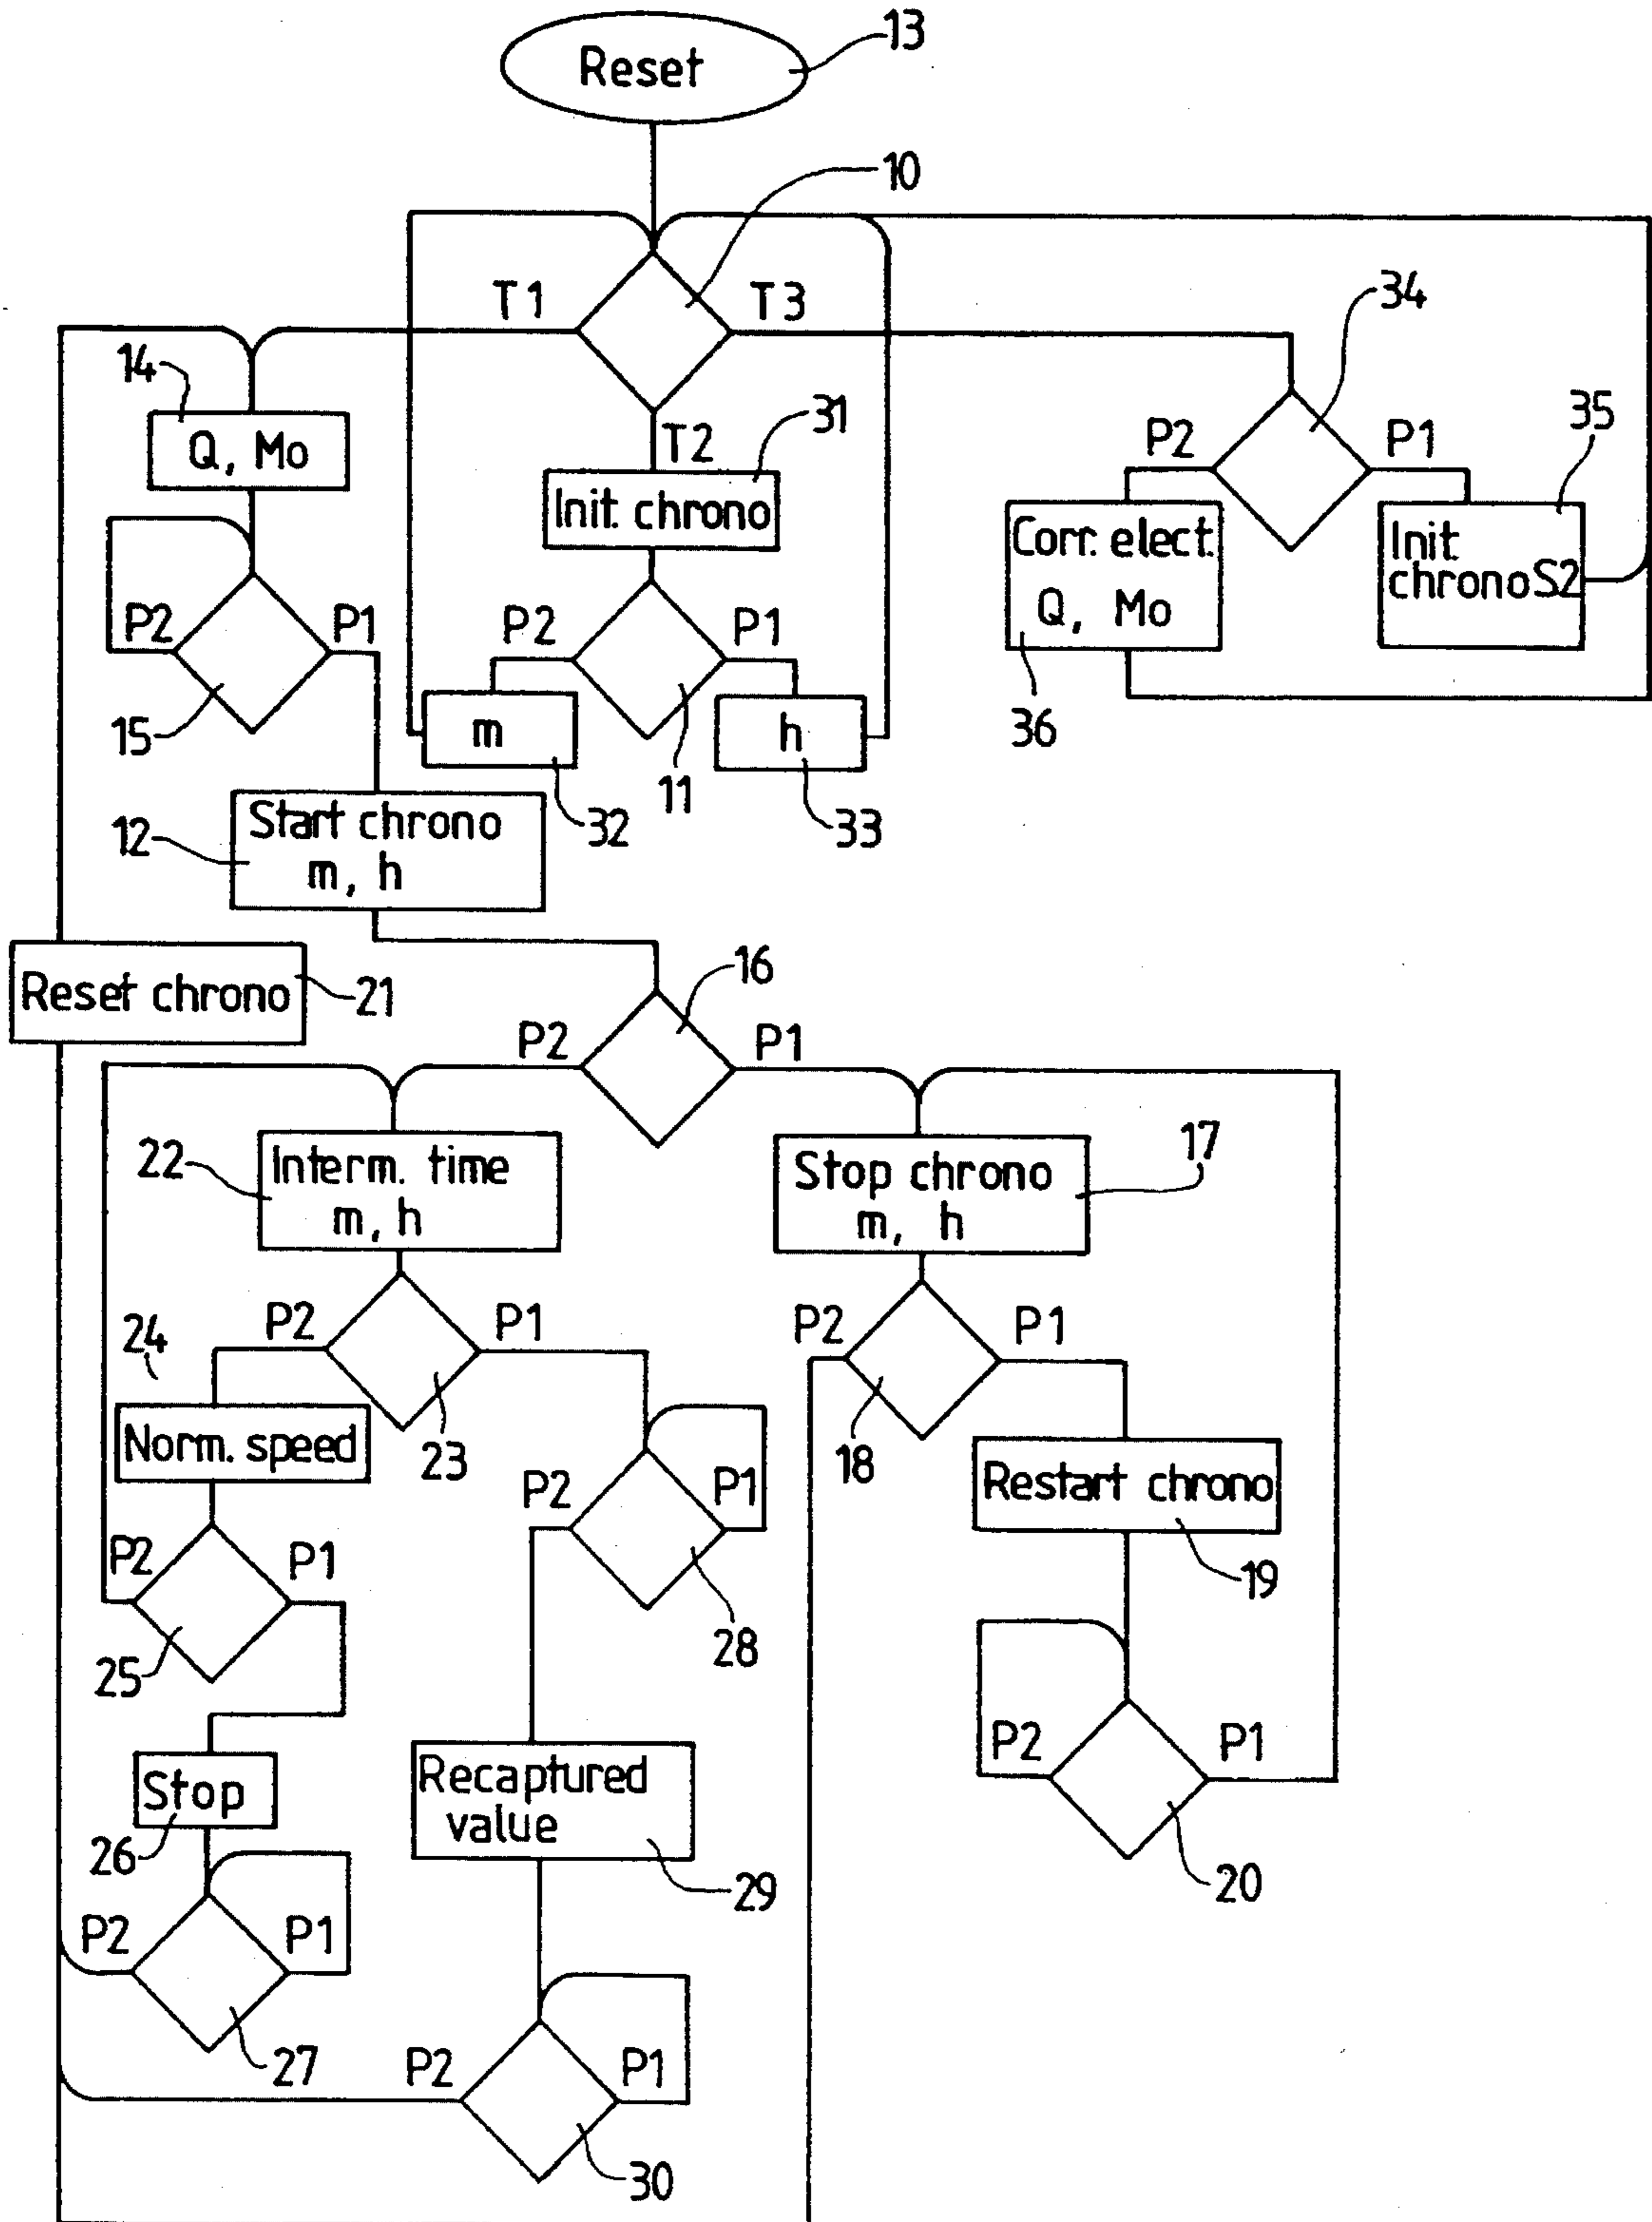 Reset
13
10
T1
T3
34
14
31
35
T2
P2
P1
Q, Mo
Init. chrono
Corr. elect.
Q, Mo
Init.
chrono S2
P2
P1
P2
P1
15
m
h
36
11
32
33
12
Start chrono
m, h
16
Reset chrono
21
P2
P1
22
Interm. time
m, h
Stop chrono
m, h
17
24
P2
P1
P2
P1
Norm. speed
23
18
Restart chrono
P2
P1
P2
P1
19
25
28
P2
P1
Stop
Recaptured
value
26
29
20
P2
P1
27
P2
P1
30